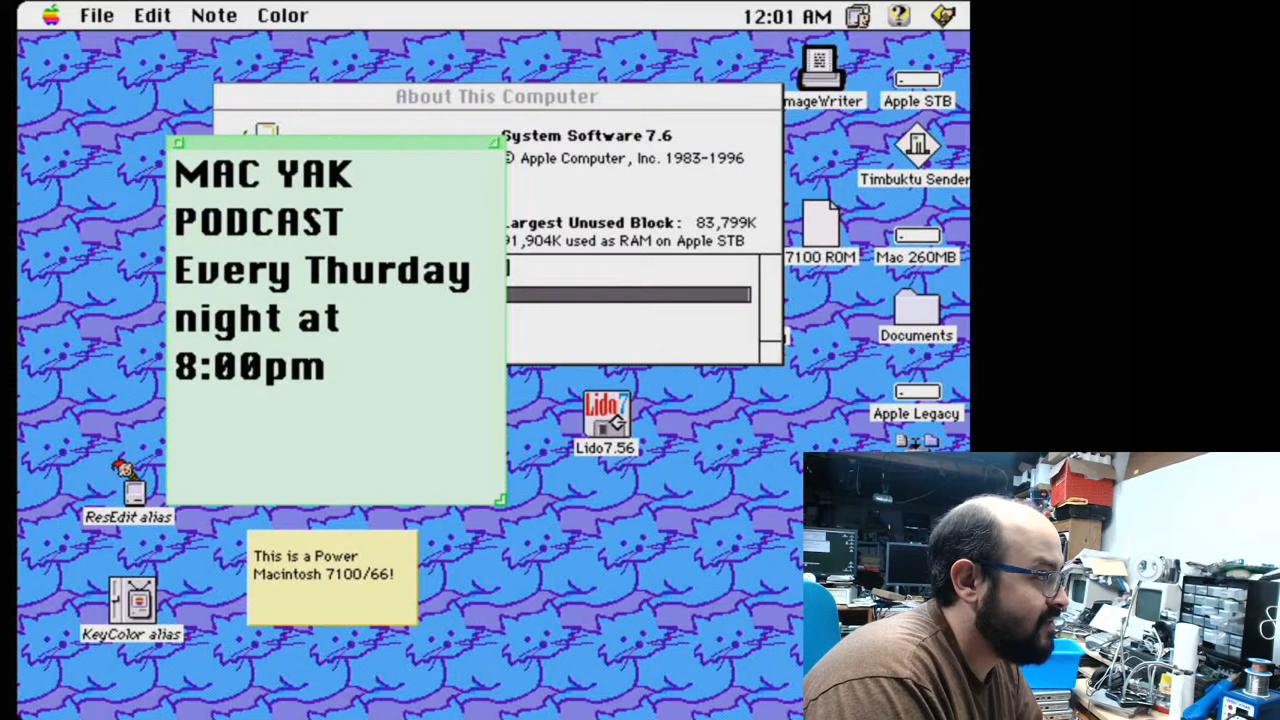 File Edit Note Color
12:01 AM
About This Computer
System Software 7.6
© Apple Computer, Inc. 1983-1996
Largest Unused Block: 83,799K
91,904K used as RAM on Apple STB
MAC YAK
PODCAST
Every Thurday
night at
8:00pm
mageWriter
Apple STB
Timbuktu Sender
7100 ROM
Mac 260MB
Documents
Apple Legacy
Lido7
Lido7.56
ResEdit alias
This is a Power
Macintosh 7100/66!
KeyColor alias